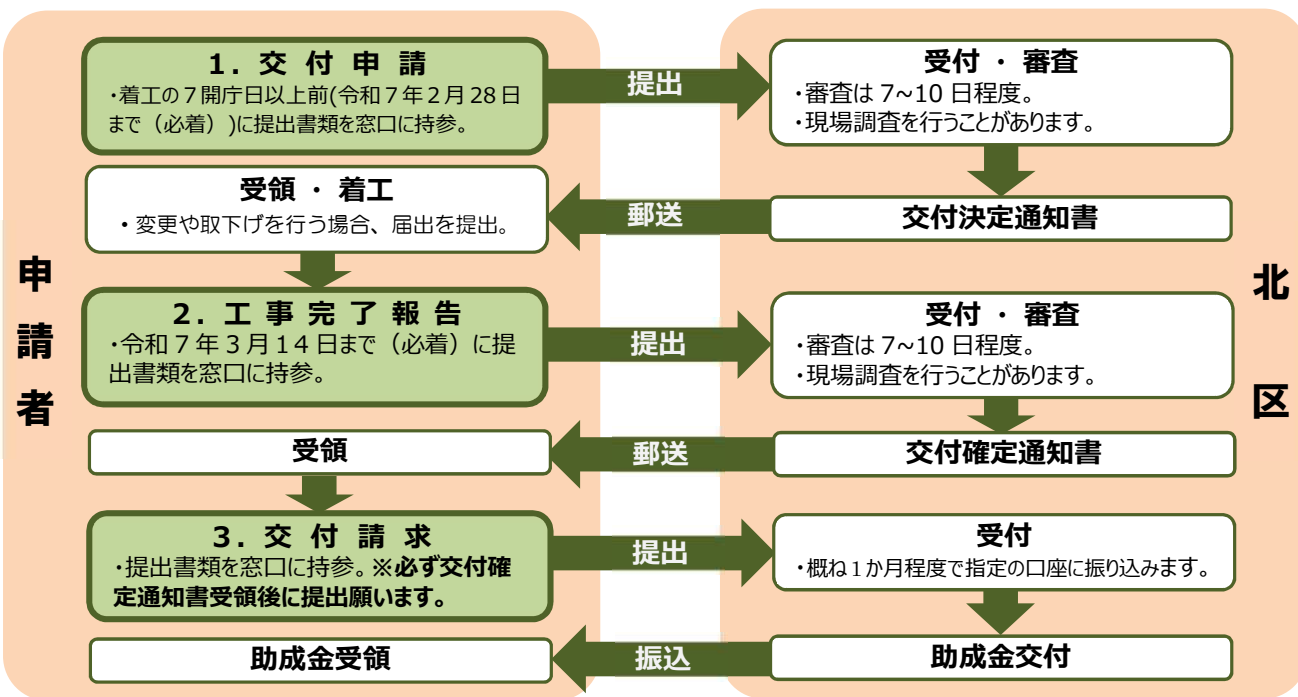 申請者
1. 交付申請
・着工の7開庁日以上前(令和7年2月28日
まで（必着）)に提出書類を窓口に持参。
提出
受付 ・ 審査
・審査は 7~10 日程度。
・現場調査を行うことがあります。
受領 ・ 着工
・変更や取下げを行う場合、届出を提出。
郵送
交付決定通知書
2. 工事完了報告
・令和7年3月14日まで（必着）に提
出書類を窓口に持参。
提出
受付 ・ 審査
・審査は 7~10 日程度。
・現場調査を行うことがあります。
受領
郵送
交付確定通知書
3. 交付請求
・提出書類を窓口に持参。※必ず交付確
定通知書受領後に提出願います。
提出
受付
・概ね1か月程度で指定の口座に振り込みます。
助成金受領
振込
助成金交付
北区